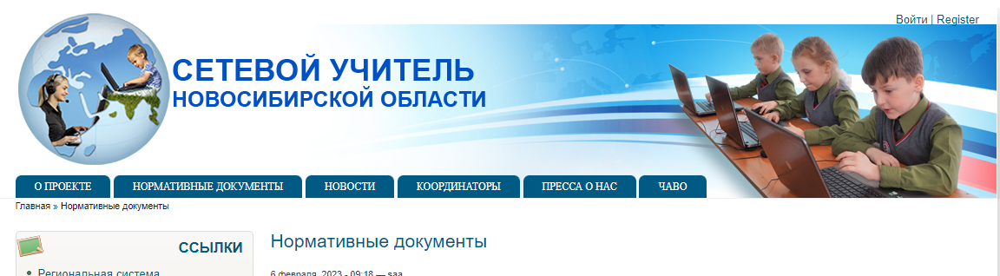 Войти | Register
СЕТЕВОЙ УЧИТЕЛЬ
НОВОСИБИРСКОЙ ОБЛАСТИ
О ПРОЕКТЕ
НОРМАТИВНЫЕ ДОКУМЕНТЫ
НОВОСТИ
КООРДИНАТОРЫ
ПРЕССА О НАС
ЧАВО
Главная » Нормативные документы
ССЫЛКИ
Региональная система
Нормативные документы
6 февраля, 2023 - 09:18 — saa